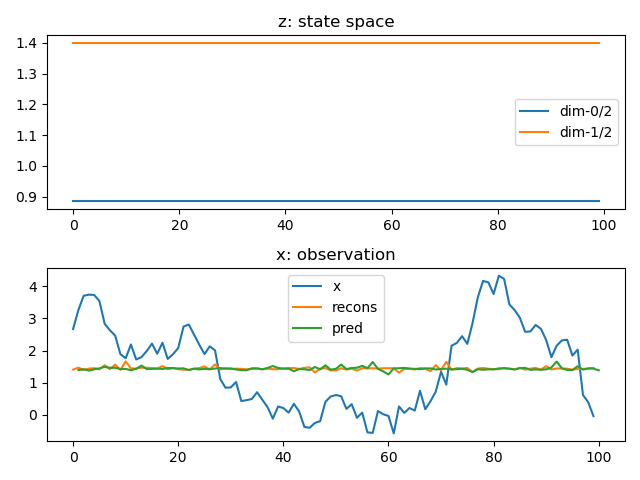 z: state space
1.4
1.3
1.2
1.1
1.0
0.9
dim-0/2
dim-1/2
0 20 40 60 80 100
x: observation
4
3
2
1
0
x
recons
pred
0 20 40 60 80 100